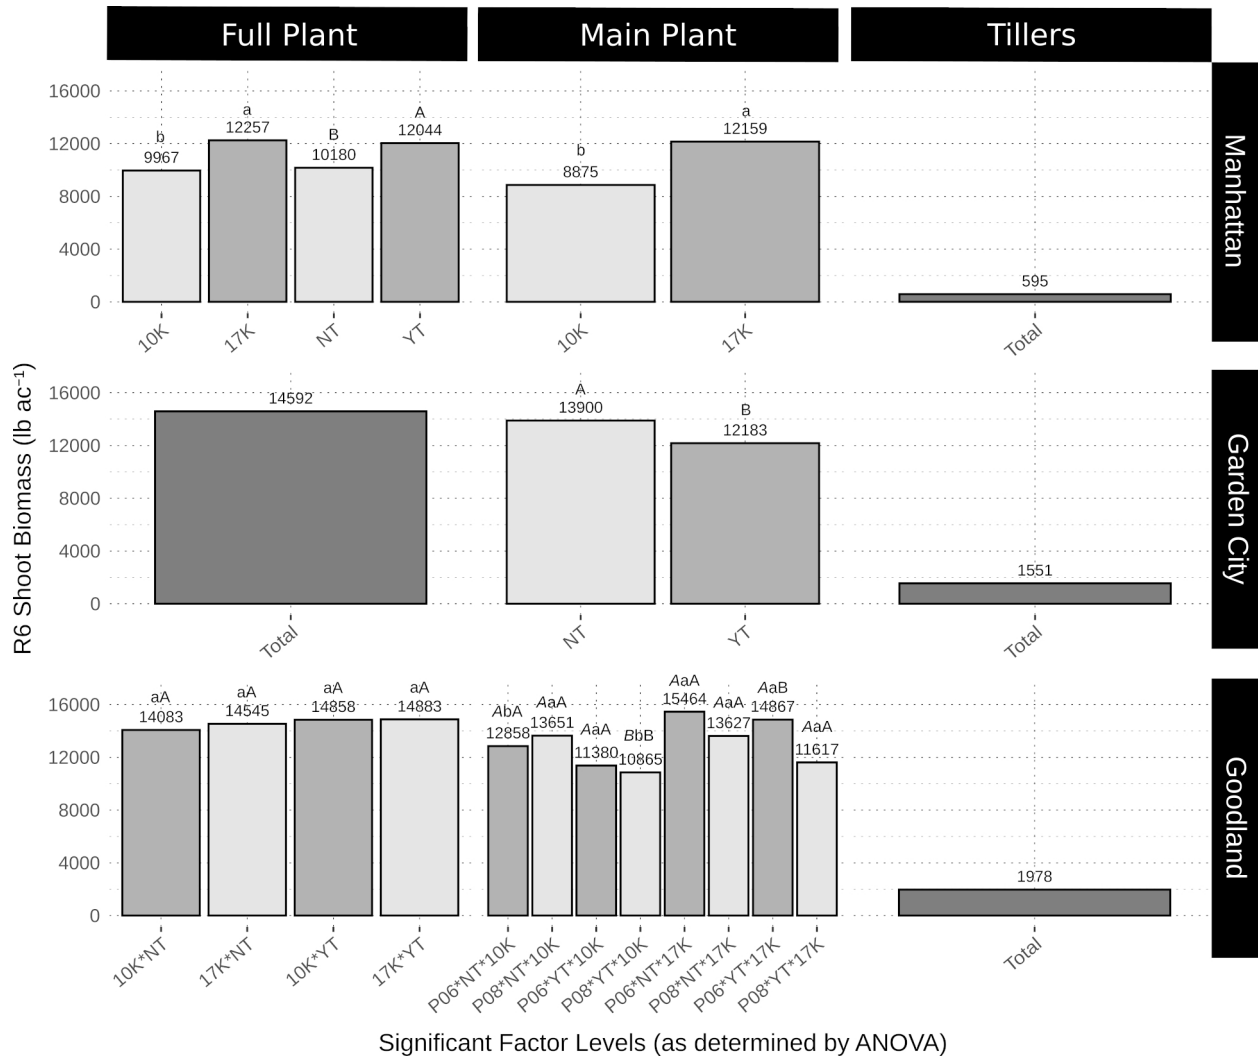 Full Plant
Main Plant
Tillers
16000
12000
8000
4000
0
b
9967
a
12257
B
10180
A
12044
10K
17K
NT
YT
b
8875
a
12159
10K
17K
595
Total
Manhattan
R6 Shoot Biomass (lb ac⁻¹)
16000
12000
8000
4000
0
14592
Total
A
13900
B
12183
NT
YT
1551
Total
Garden City
16000
12000
8000
4000
0
aA
14083
aA
14545
aA
14858
aA
14883
10K*NT
17K*NT
10K*YT
17K*YT
AbA
12858
AaA
13651
AaA
11380
BbB
10865
AaA
15464
AaA
13627
AaB
14867
AaA
11617
P06*NT*10K
P08*NT*10K
P06*YT*10K
P08*YT*10K
P06*NT*17K
P08*NT*17K
P06*YT*17K
P08*YT*17K
1978
Total
Goodland
Significant Factor Levels (as determined by ANOVA)